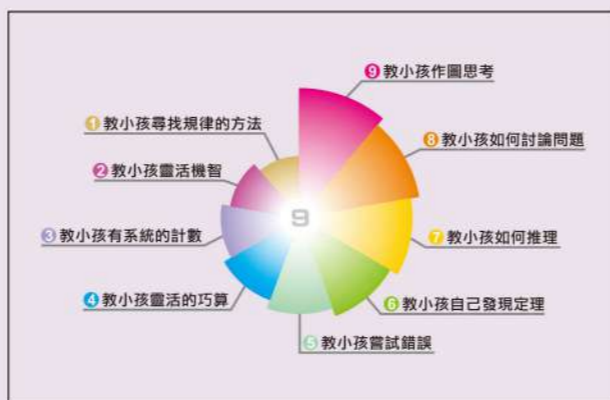 ❾教小孩作圖思考
❶教小孩尋找規律的方法
❽教小孩如何討論問題
❷教小孩靈活機智
9
❸教小孩有系統的計數
❼教小孩如何推理
❹教小孩靈活的巧算
❻教小孩自己發現定理
❺教小孩嘗試錯誤